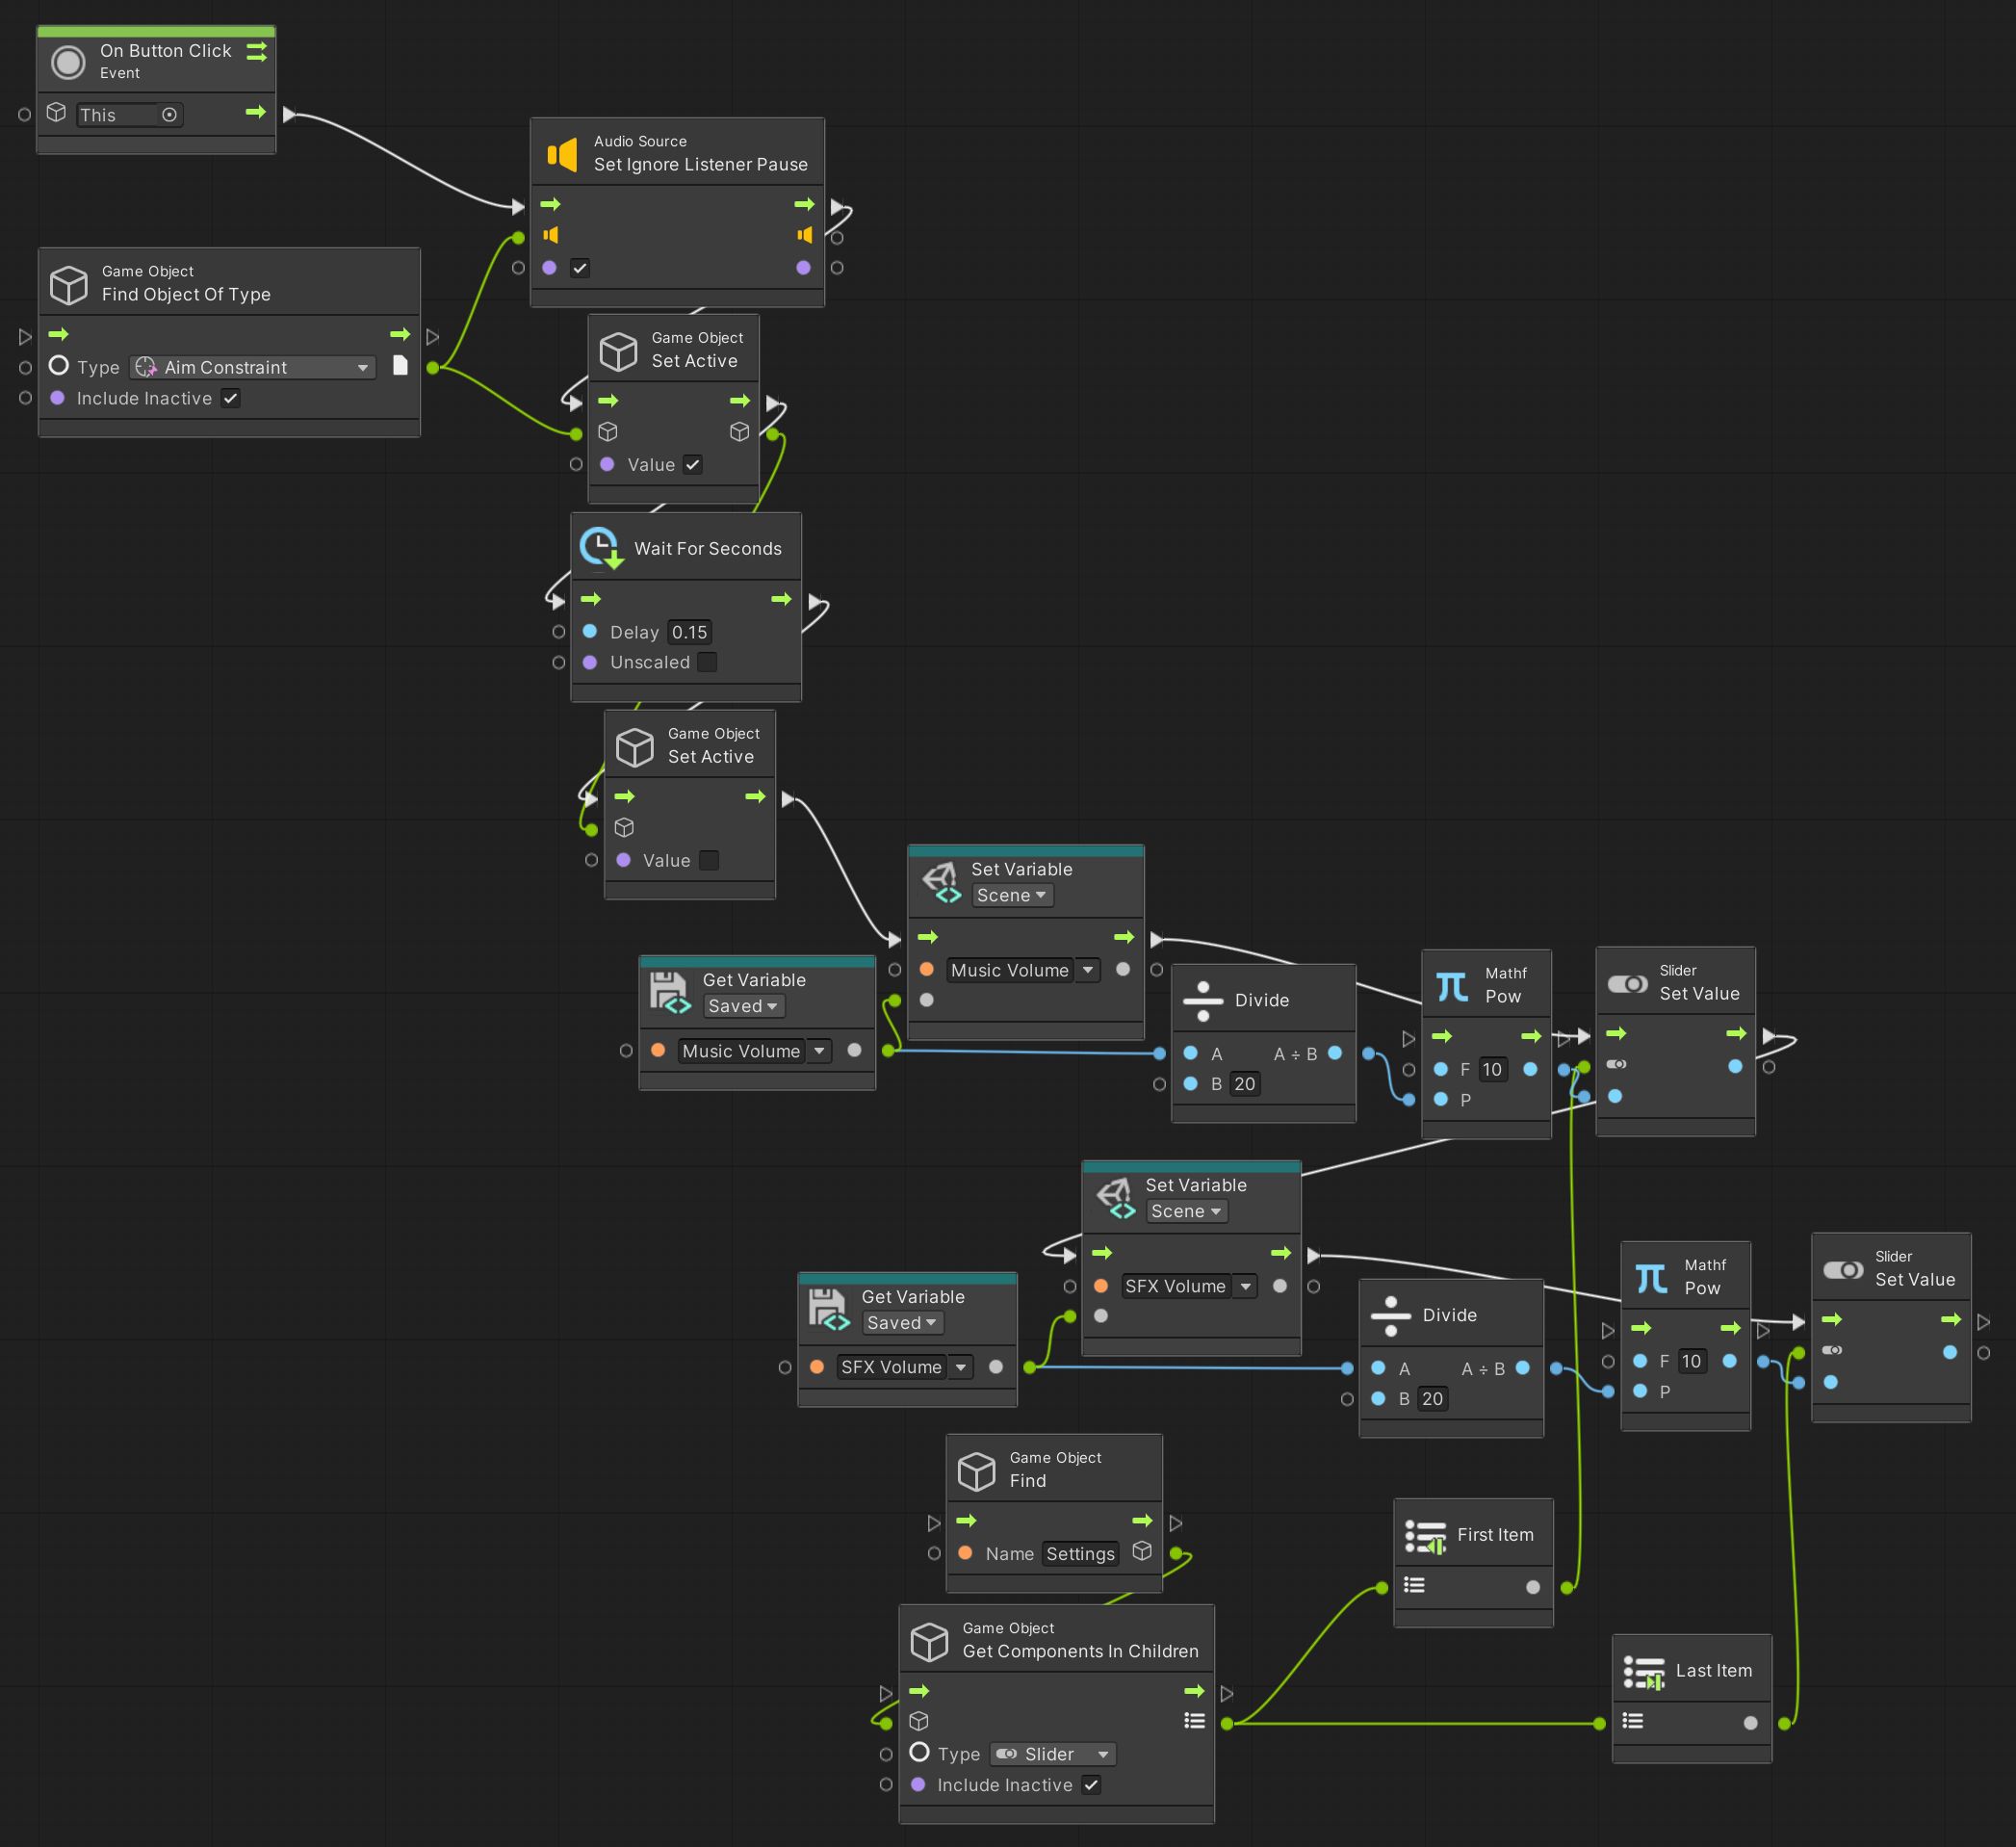 On Button Click
Event
This
Audio Source
Set Ignore Listener Pause
Game Object
Find Object Of Type
Type Aim Constraint
Include Inactive
Game Object
Set Active
Value
Wait For Seconds
Delay 0.15
Unscaled
Game Object
Set Active
Value
Set Variable
Scene
Music Volume
Get Variable
Saved
Music Volume
Divide
A A ÷ B
B 20
Mathf
Pow
F 10
P
Slider
Set Value
Set Variable
Scene
SFX Volume
Get Variable
Saved
SFX Volume
Divide
A A ÷ B
B 20
Mathf
Pow
F 10
P
Slider
Set Value
Game Object
Find
Name Settings
First Item
Game Object
Get Components In Children
Type Slider
Include Inactive
Last Item